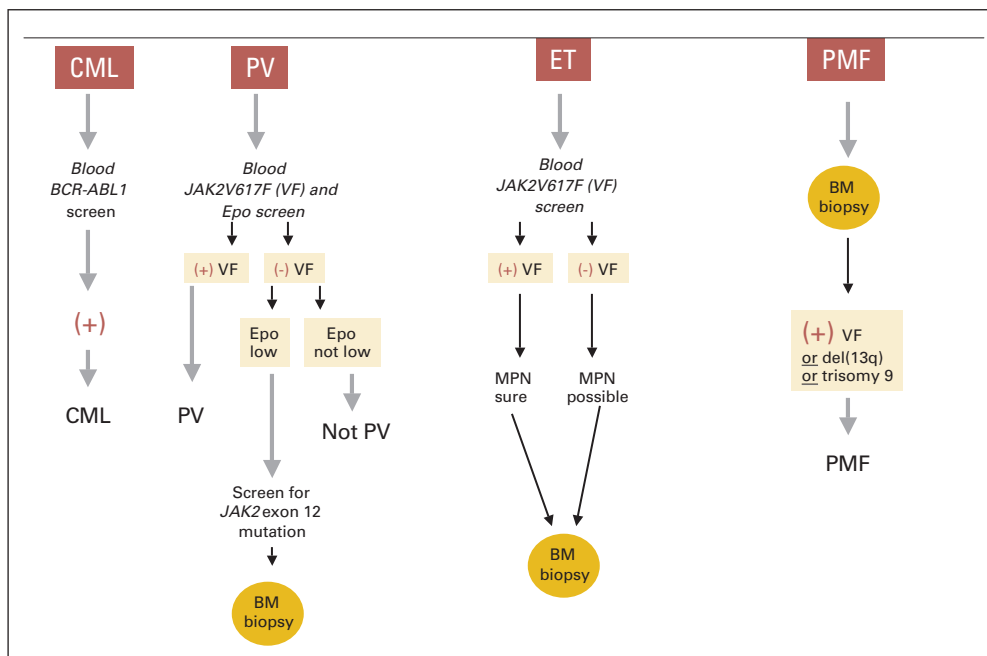 CML
Blood
BCR-ABL1
screen
(+)
CML
PV
Blood
JAK2V617F (VF) and
Epo screen
(+) VF
(-) VF
Epo
low
Epo
not low
PV
Not PV
Screen for
JAK2 exon 12
mutation
BM
biopsy
ET
Blood
JAK2V617F (VF)
screen
(+) VF
(-) VF
MPN
sure
MPN
possible
BM
biopsy
PMF
BM
biopsy
(+) VF
or del(13q)
or trisomy 9
PMF